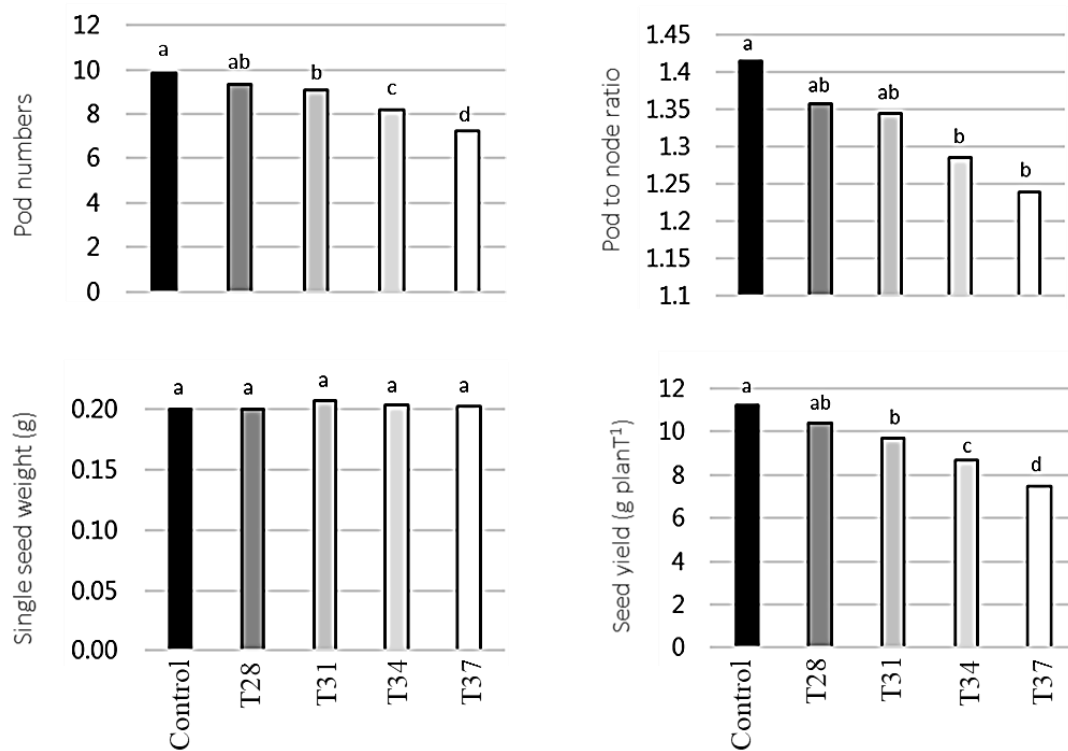 Pod numbers
12
10
8
6
4
2
0
a
ab
b
c
d
Pod to node ratio
1.45
1.4
1.35
1.3
1.25
1.2
1.15
1.1
a
ab
ab
b
b
Single seed weight (g)
0.20
0.15
0.10
0.05
0.00
a
a
a
a
a
Control
T28
T31
T34
T37
Seed yield (g planT¹)
12
10
8
6
4
2
0
a
ab
b
c
d
Control
T28
T31
T34
T37